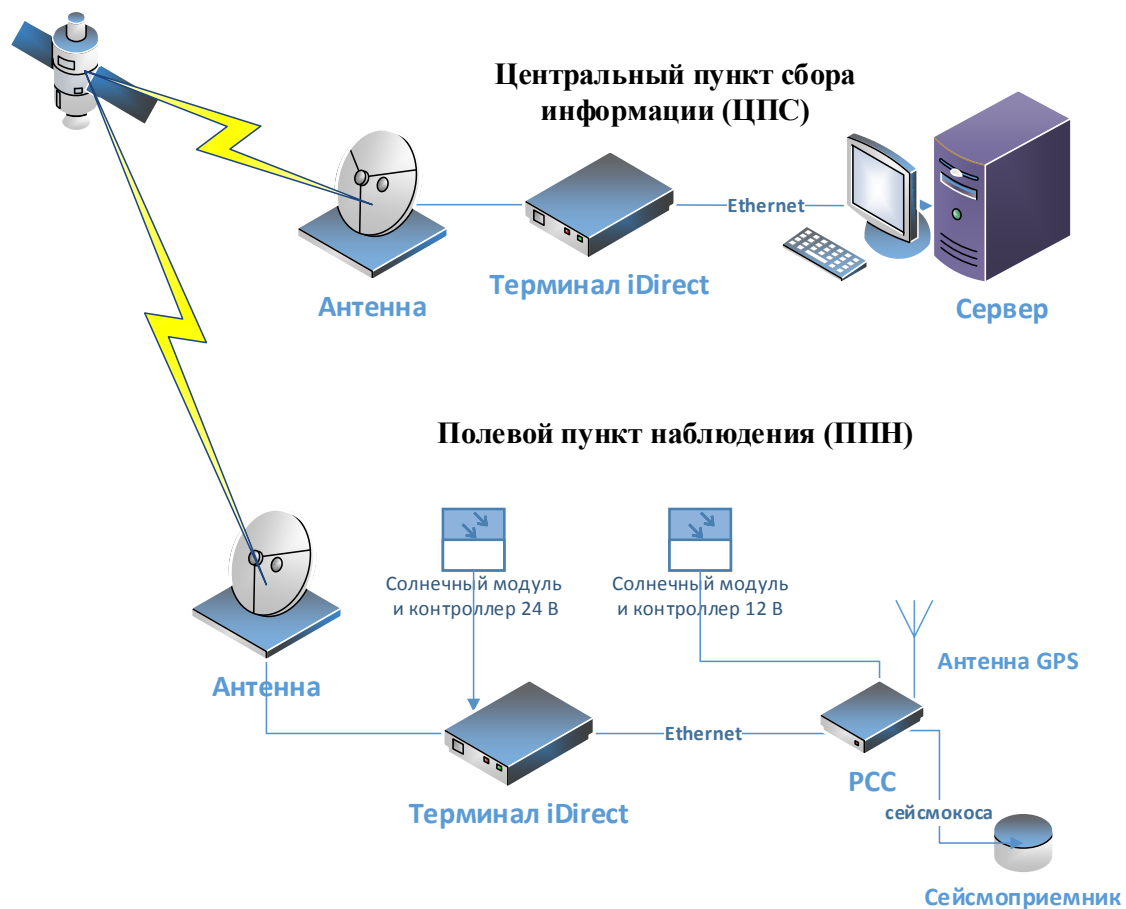 Центральный пункт сбора
информации (ЦПС)
Ethernet
Антенна
Терминал iDirect
Сервер
Полевой пункт наблюдения (ППН)
Солнечный модуль
и контроллер 24 В
Солнечный модуль
и контроллер 12 В
Антенна GPS
Антенна
Ethernet
Терминал iDirect
РСС
сейсмокоса
Сейсмоприемник